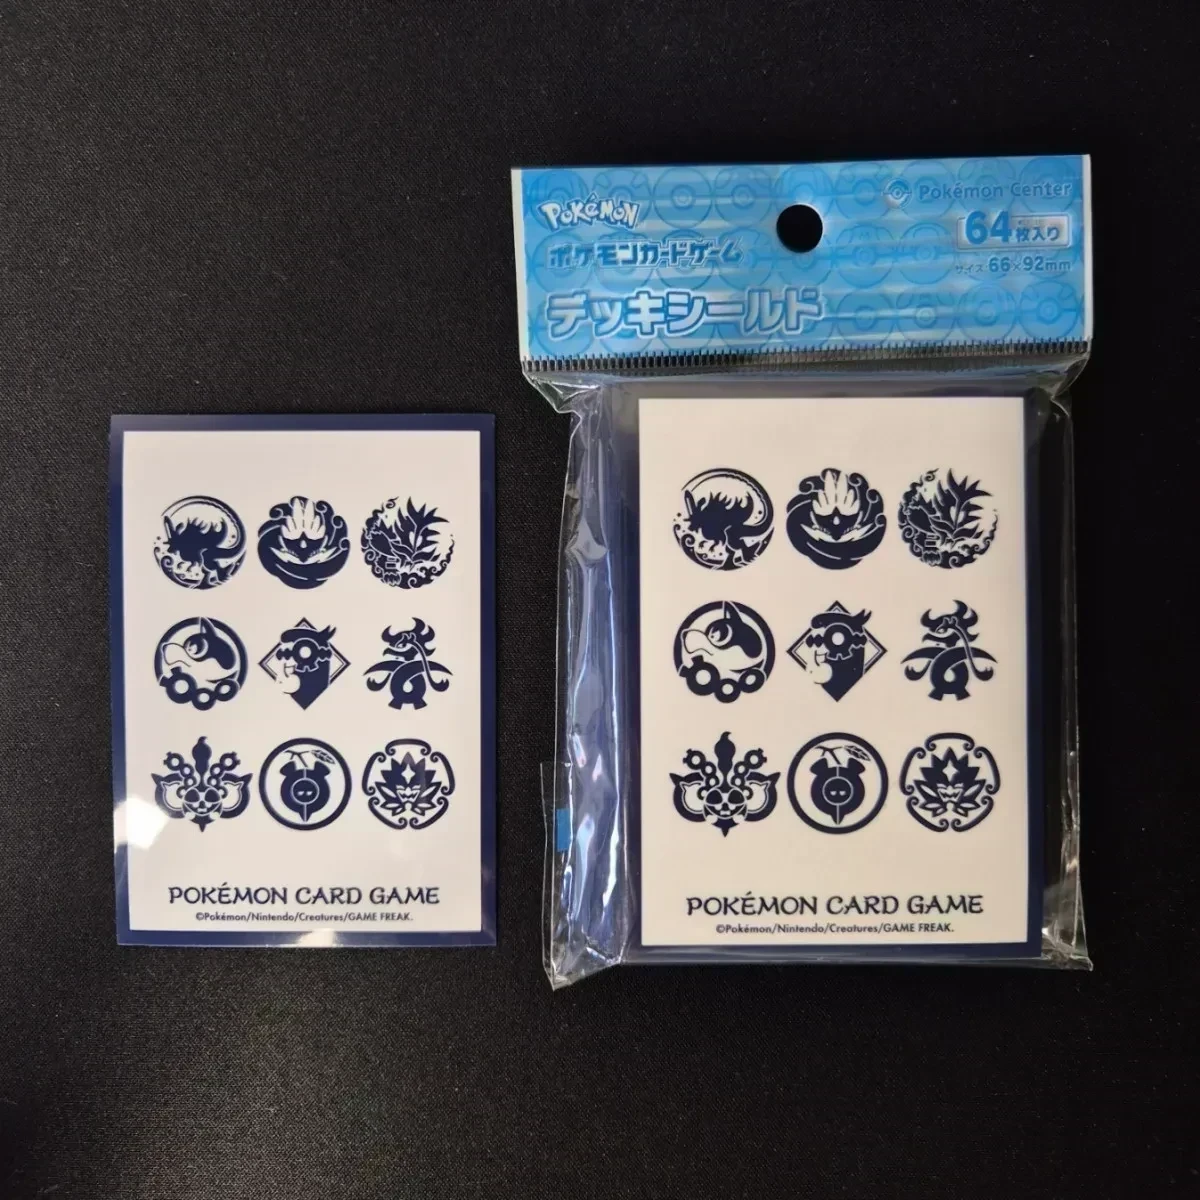 Pokémon Center
POKéMON
64枚入り
ポケモンカードゲーム
サイズ 66×92mm
デッキシールド
POKÉMON CARD GAME
©Pokémon/Nintendo/Creatures/GAME FREAK.
POKÉMON CARD GAME
©Pokémon/Nintendo/Creatures/GAME FREAK.